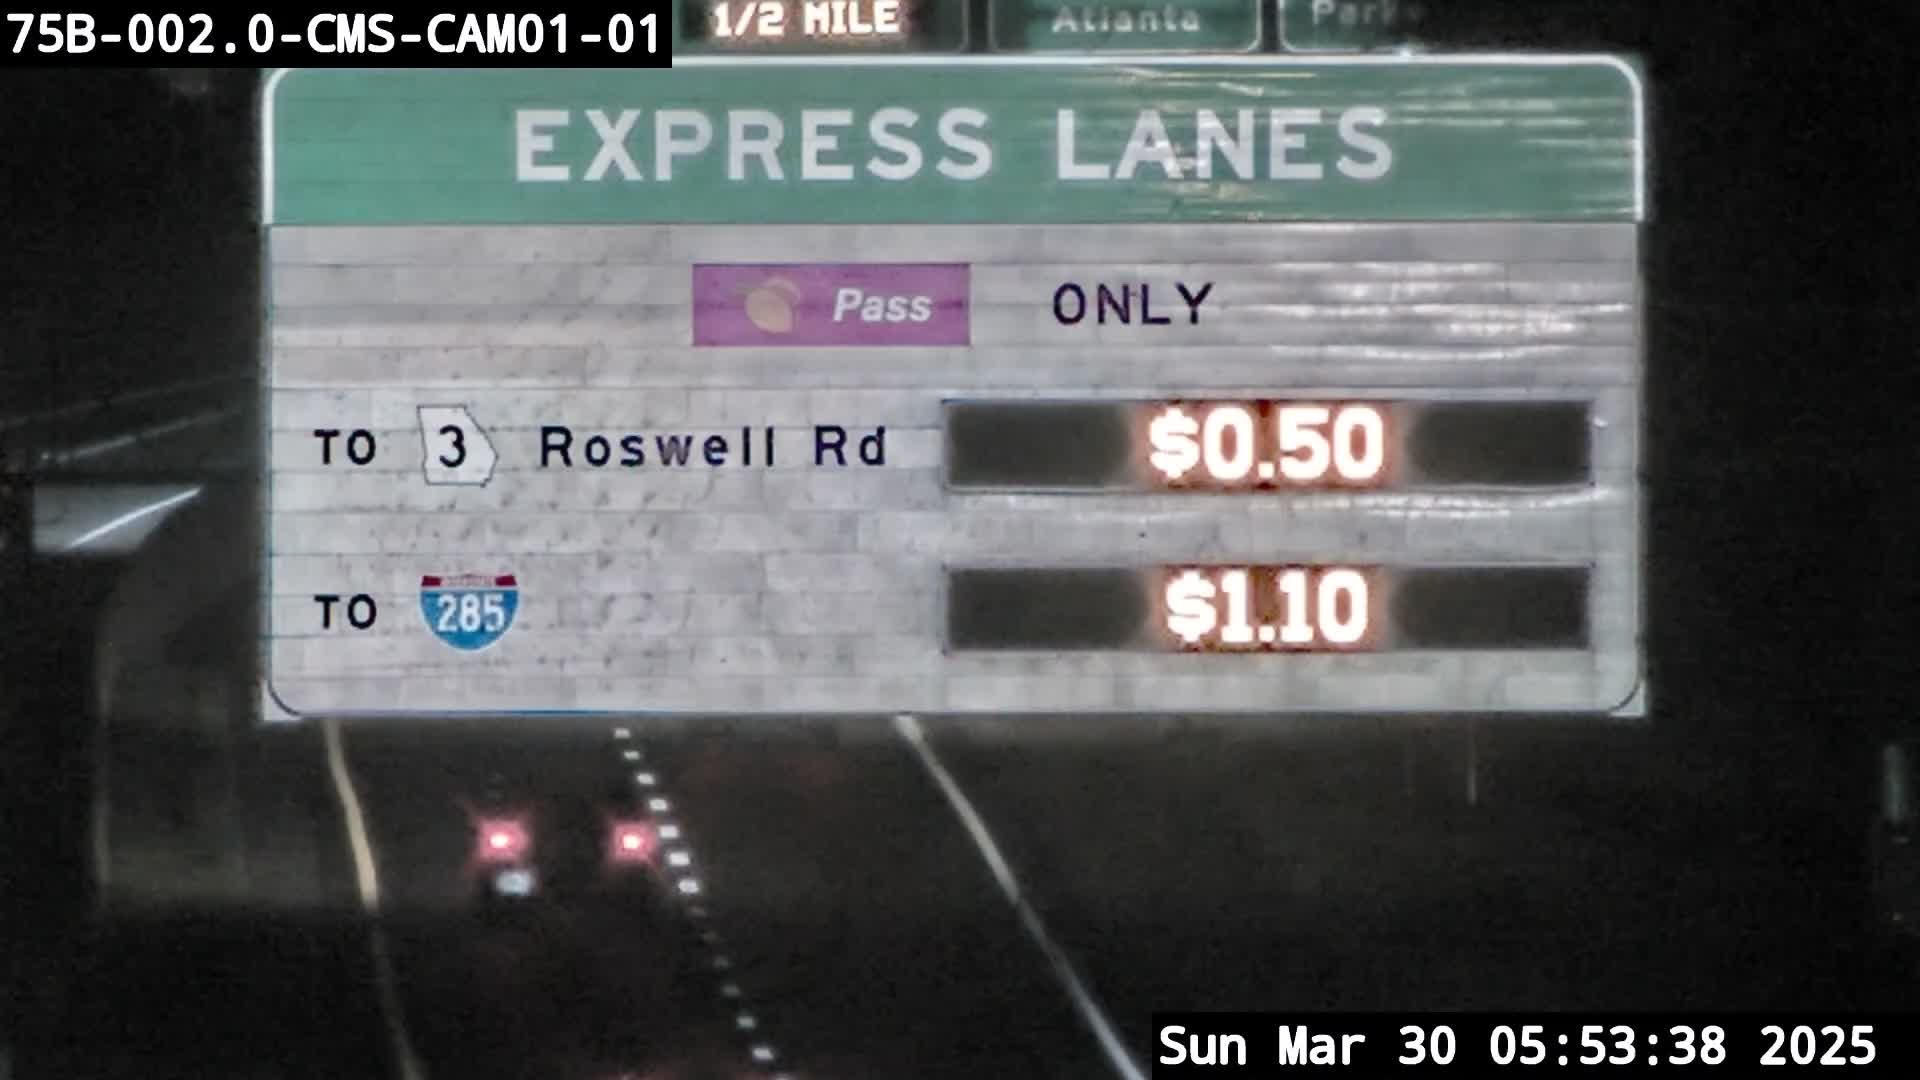 75B-002.0-CMS-CAM01-01
1/2 MILE
Atlanta
EXPRESS LANES
Pass ONLY
TO 3 Roswell Rd $0.50
TO 285 $1.10
Sun Mar 30 05:53:38 2025